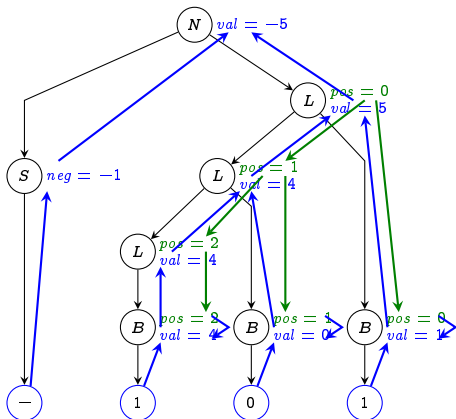 N val = −5
L pos = 0
val = 5
S neg = −1
L pos = 1
val = 4
L pos = 2
val = 4
B pos = 2
val = 4
B pos = 1
val = 0
B pos = 0
val = 1
−
1
0
1